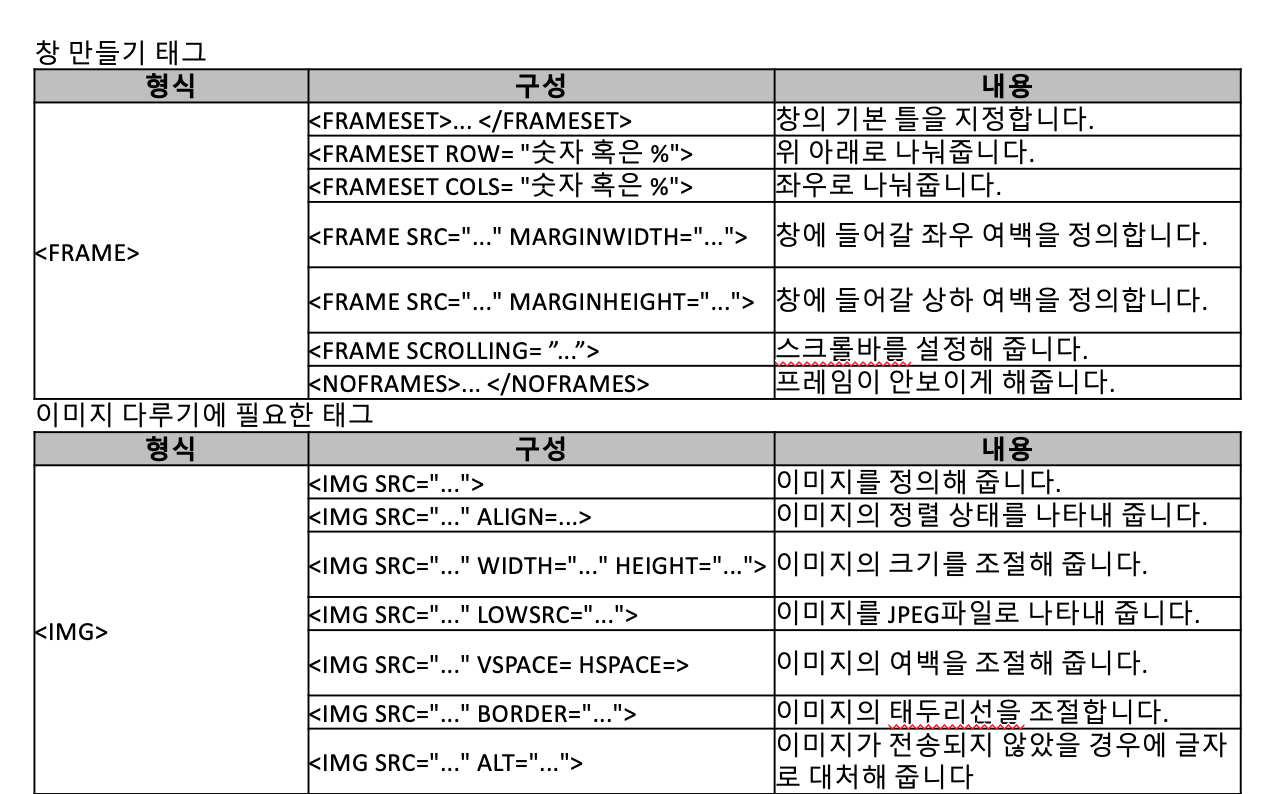 창 만들기 태그
형식 구성 내용
<FRAME>
<FRAMESET>... </FRAMESET> 창의 기본 틀을 지정합니다.
<FRAMESET ROW= "숫자 혹은 %"> 위 아래로 나눠줍니다.
<FRAMESET COLS= "숫자 혹은 %"> 좌우로 나눠줍니다.
<FRAME SRC="..." MARGINWIDTH="..."> 창에 들어갈 좌우 여백을 정의합니다.
<FRAME SRC="..." MARGINHEIGHT="..."> 창에 들어갈 상하 여백을 정의합니다.
<FRAME SCROLLING= ”...”> 스크롤바를 설정해 줍니다.
<NOFRAMES>... </NOFRAMES> 프레임이 안보이게 해줍니다.
이미지 다루기에 필요한 태그
형식 구성 내용
<IMG>
<IMG SRC="..."> 이미지를 정의해 줍니다.
<IMG SRC="..." ALIGN=...> 이미지의 정렬 상태를 나타내 줍니다.
<IMG SRC="..." WIDTH="..." HEIGHT="..."> 이미지의 크기를 조절해 줍니다.
<IMG SRC="..." LOWSRC="..."> 이미지를 JPEG파일로 나타내 줍니다.
<IMG SRC="..." VSPACE= HSPACE=> 이미지의 여백을 조절해 줍니다.
<IMG SRC="..." BORDER="..."> 이미지의 태두리선을 조절합니다.
<IMG SRC="..." ALT="..."> 이미지가 전송되지 않았을 경우에 글자
로 대처해 줍니다